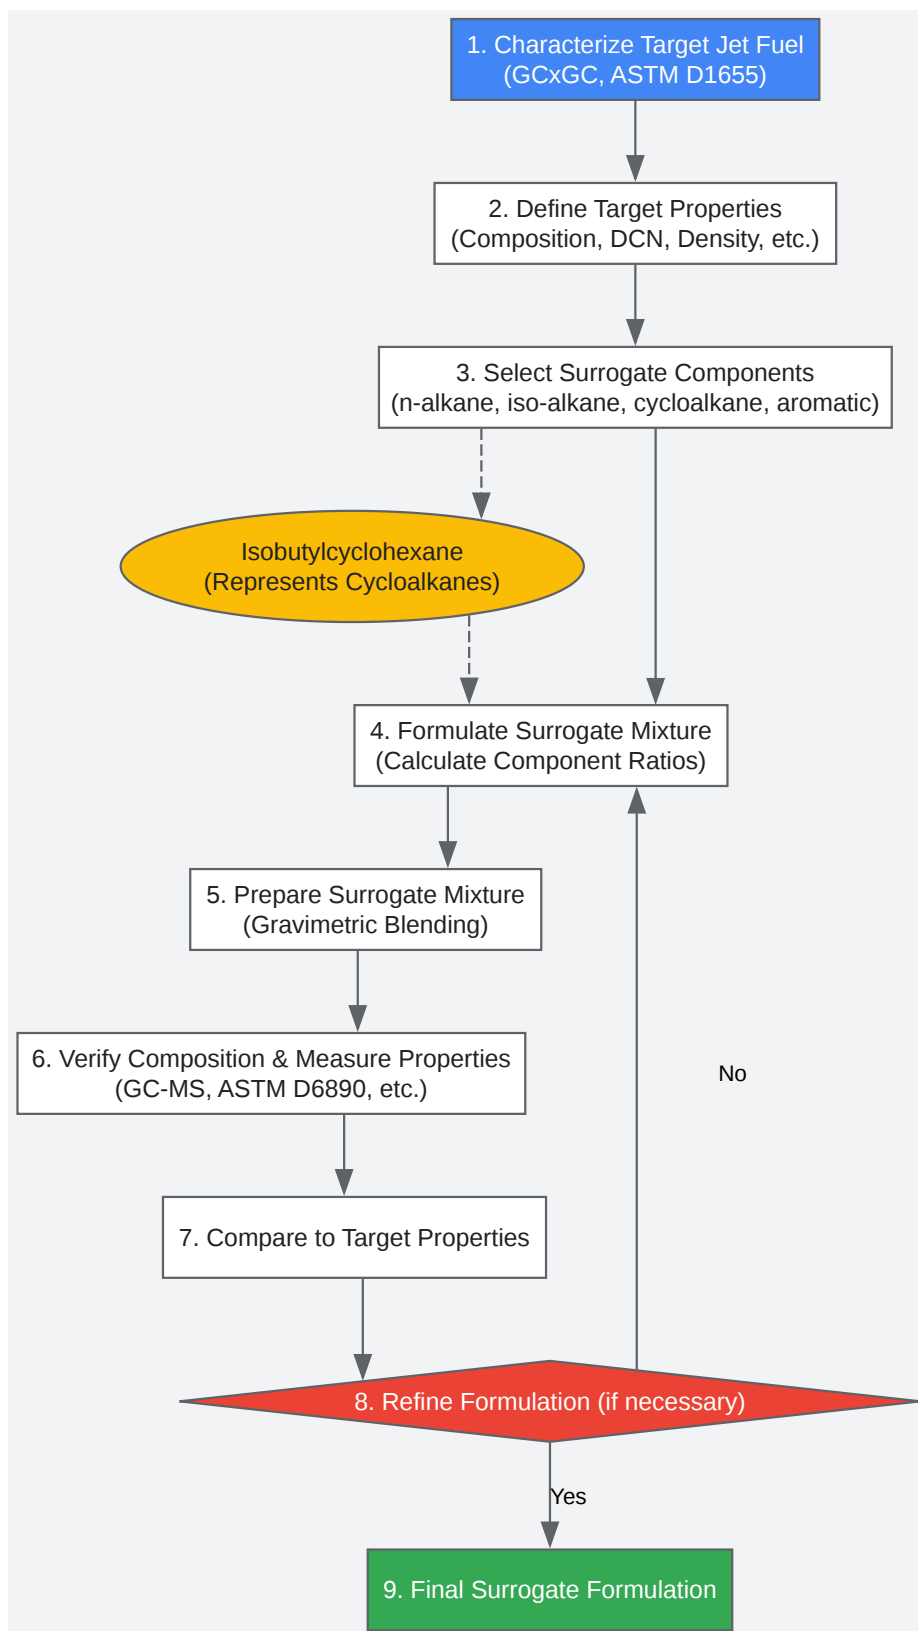 1. Characterize Target Jet Fuel
(GCxGC, ASTM D1655)
2. Define Target Properties
(Composition, DCN, Density, etc.)
3. Select Surrogate Components
(n-alkane, iso-alkane, cycloalkane, aromatic)
Isobutylcyclohexane
(Represents Cycloalkanes)
4. Formulate Surrogate Mixture
(Calculate Component Ratios)
5. Prepare Surrogate Mixture
(Gravimetric Blending)
6. Verify Composition & Measure Properties
(GC-MS, ASTM D6890, etc.)
No
7. Compare to Target Properties
8. Refine Formulation (if necessary)
Yes
9. Final Surrogate Formulation